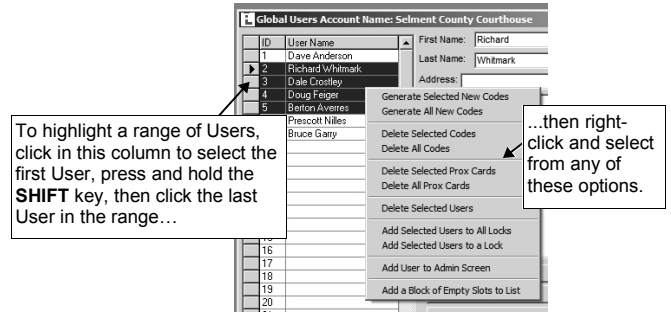 Global Users Account Name: Selment County Courthouse
ID User Name
1 Dave Anderson
2 Richard Whitmark
3 Dale Crostley
4 Doug Feiger
5 Berton Averres
Prescott Nilles
Bruce Garry
16
17
18
19
20
First Name: Richard
Last Name: Whitmark
Address:
Generate Selected New Codes
Generate All New Codes
Delete Selected Codes
Delete All Codes
Delete Selected Prox Cards
Delete All Prox Cards
Delete Selected Users
Add Selected Users to All Locks
Add Selected Users to a Lock
Add User to Admin Screen
Add a Block of Empty Slots to List
To highlight a range of Users,
click in this column to select the
first User, press and hold the
SHIFT key, then click the last
User in the range…
...then right-
click and select
from any of
these options.